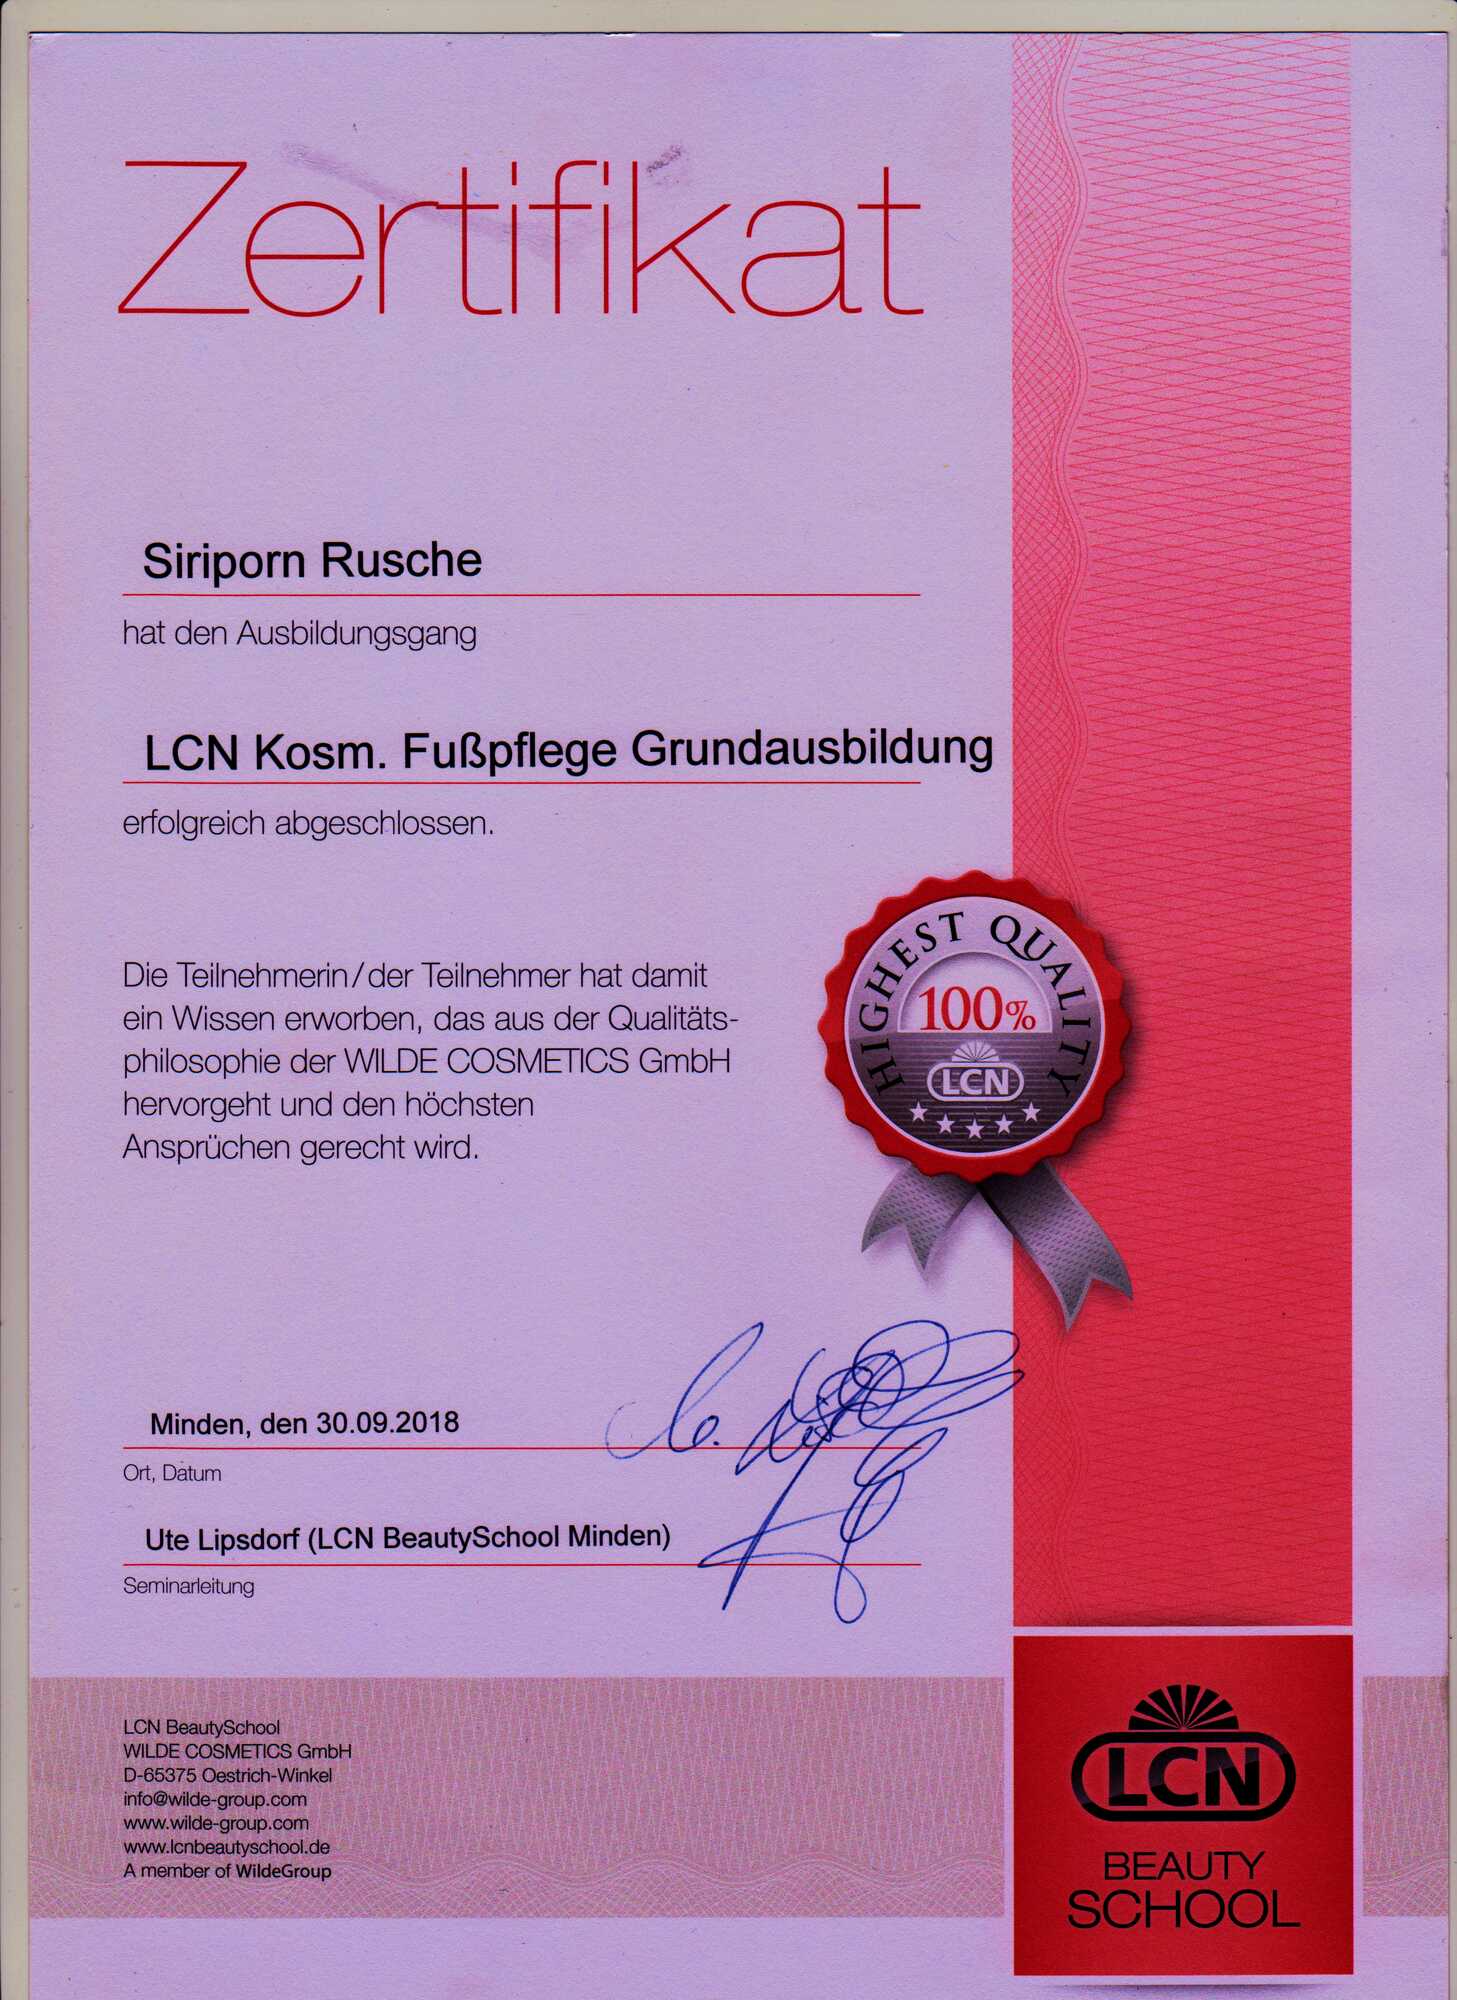 Zertifikat
Siriporn Rusche
hat den Ausbildungsgang
LCN Kosm. Fußpflege Grundausbildung
erfolgreich abgeschlossen.
Die Teilnehmerin/der Teilnehmer hat damit
ein Wissen erworben, das aus der Qualitäts-
philosophie der WILDE COSMETICS GmbH
hervorgeht und den höchsten
Ansprüchen gerecht wird.
HIGHEST QUALITY
100%
LCN
Minden, den 30.09.2018
Ort, Datum
Ute Lipsdorf (LCN BeautySchool Minden)
Seminarleitung
LCN BeautySchool
WILDE COSMETICS GmbH
D-65375 Oestrich-Winkel
info@wilde-group.com
www.wilde-group.com
www.lcnbeautyschool.de
A member of WildeGroup
LCN
BEAUTY
SCHOOL